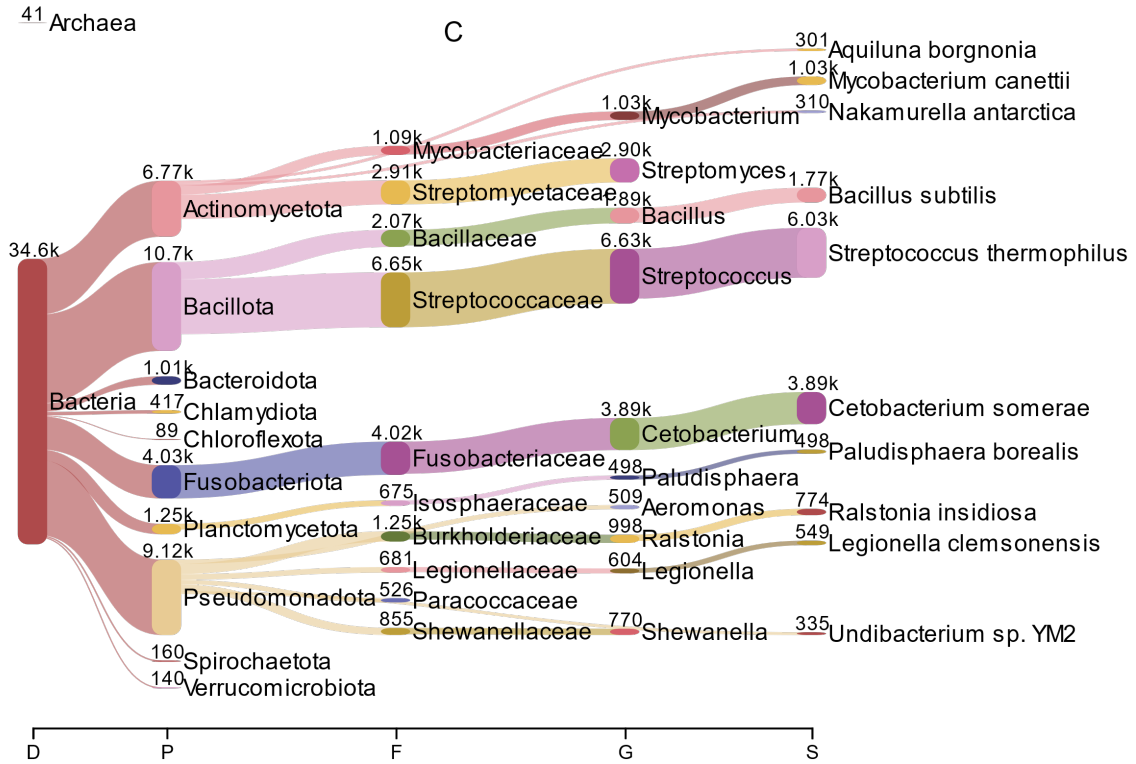 41
Archaea
C
301
Aquiluna borgnonia
1.03k
Mycobacterium canettii
310
Nakamurella antarctica
1.03k
Mycobacterium
1.09k
Mycobacteriaceae
2.90k
Streptomyces
6.77k
Actinomycetota
2.91k
Streptomycetaceae
1.89k
Bacillus
1.77k
Bacillus subtilis
2.07k
Bacillaceae
6.03k
Streptococcus thermophilus
34.6k
Bacteria
10.7k
Bacillota
6.65k
Streptococcaceae
6.63k
Streptococcus
1.01k
Bacteroidota
417
Chlamydiota
89
Chloroflexota
4.03k
Fusobacteriota
4.02k
Fusobacteriaceae
3.89k
Cetobacterium
3.89k
Cetobacterium somerae
498
Paludisphaera borealis
498
Paludisphaera
675
Isosphaeraceae
509
Aeromonas
774
Ralstonia insidiosa
1.25k
Planctomycetota
1.25k
Burkholderiaceae
998
Ralstonia
549
Legionella clemsonensis
9.12k
Pseudomonadota
681
Legionellaceae
604
Legionella
526
Paracoccaceae
855
Shewanellaceae
770
Shewanella
335
Undibacterium sp. YM2
160
Spirochaetota
140
Verrucomicrobiota
D P F G S